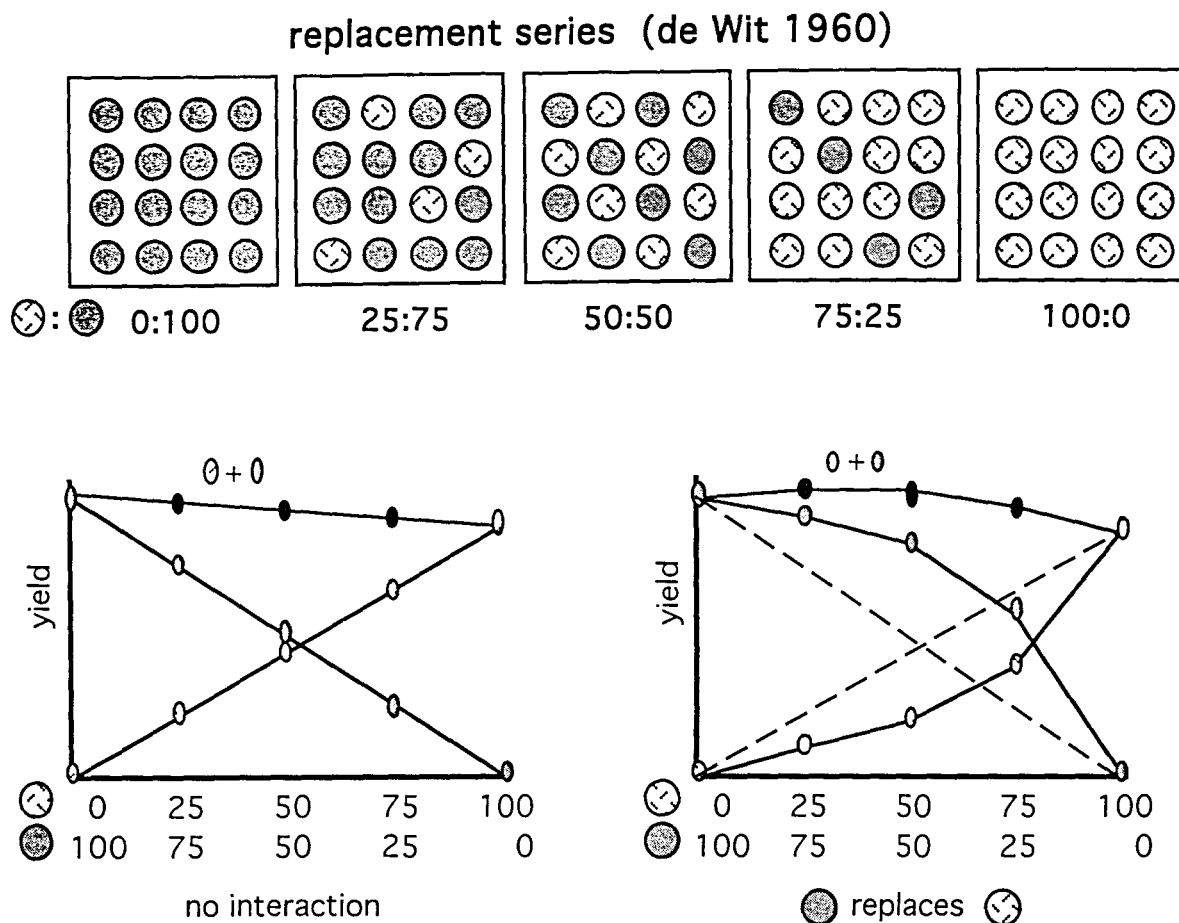 replacement series (de Wit 1960)
: 0:100 25:75 50:50 75:25 100:0
0 + 0 0 + 0
yield yield
0 25 50 75 100 0 25 50 75 100
100 75 50 25 0 100 75 50 25 0
no interaction replaces